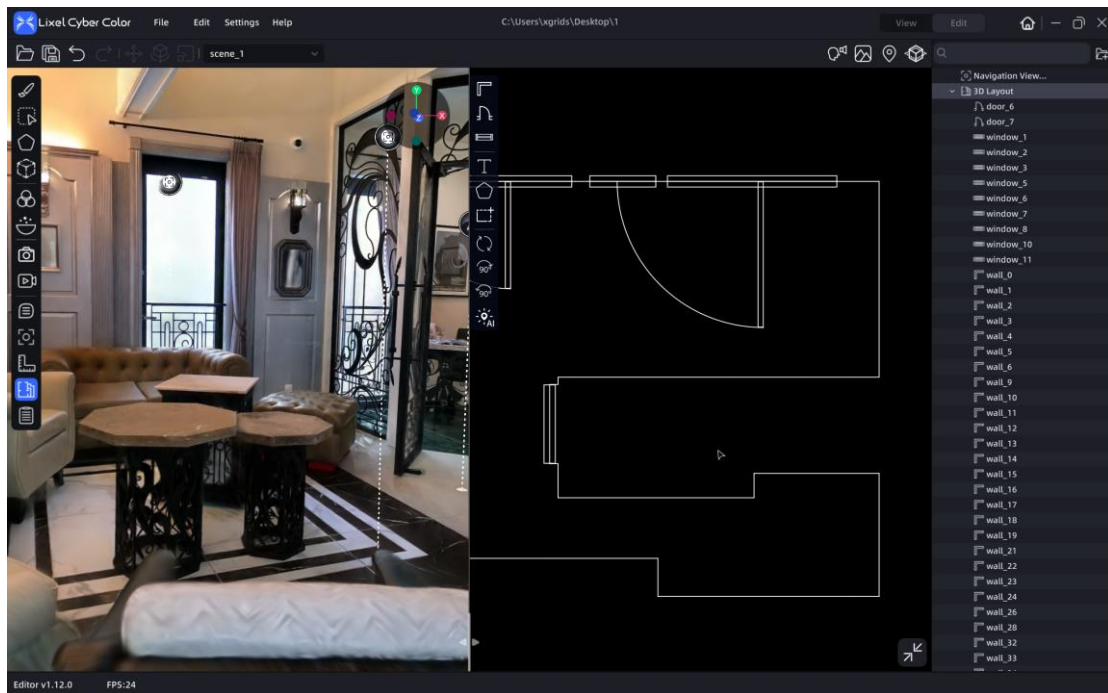 Lixel Cyber Color
File
Edit
Settings
Help
C:\Users\xgrids\Desktop\1
View
Edit
scene_1
Navigation View...
3D Layout
door_6
door_7
window_1
window_2
window_3
window_5
window_6
window_7
window_8
window_10
window_11
wall_0
wall_1
wall_2
wall_3
wall_4
wall_5
wall_6
wall_9
wall_10
wall_11
wall_12
wall_13
wall_14
wall_15
wall_16
wall_17
wall_18
wall_19
wall_21
wall_22
wall_23
wall_24
wall_26
wall_28
wall_32
wall_33
Y
X
Z
T
90°
90°
AI
Editor v1.12.0
FPS:24